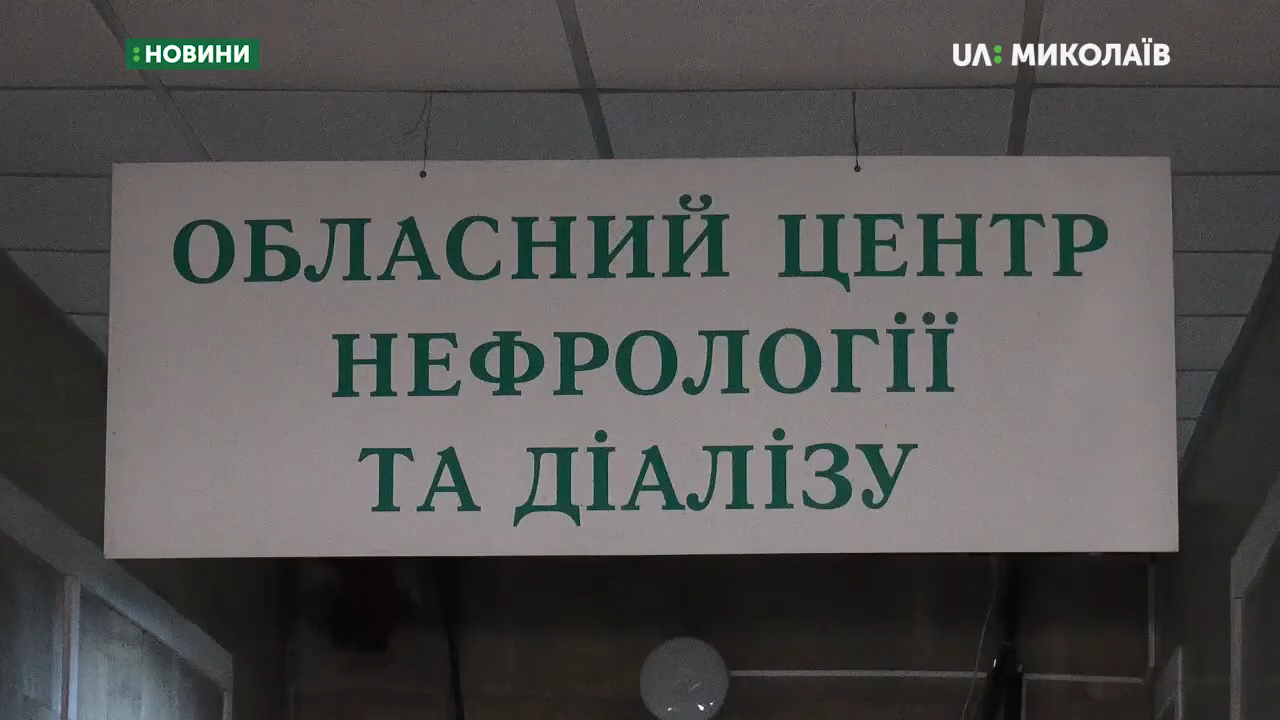 :НОВИНИ
UA: МИКОЛАЇВ
ОБЛАСНИЙ ЦЕНТР
НЕФРОЛОГІЇ
ТА ДІАЛІЗУ